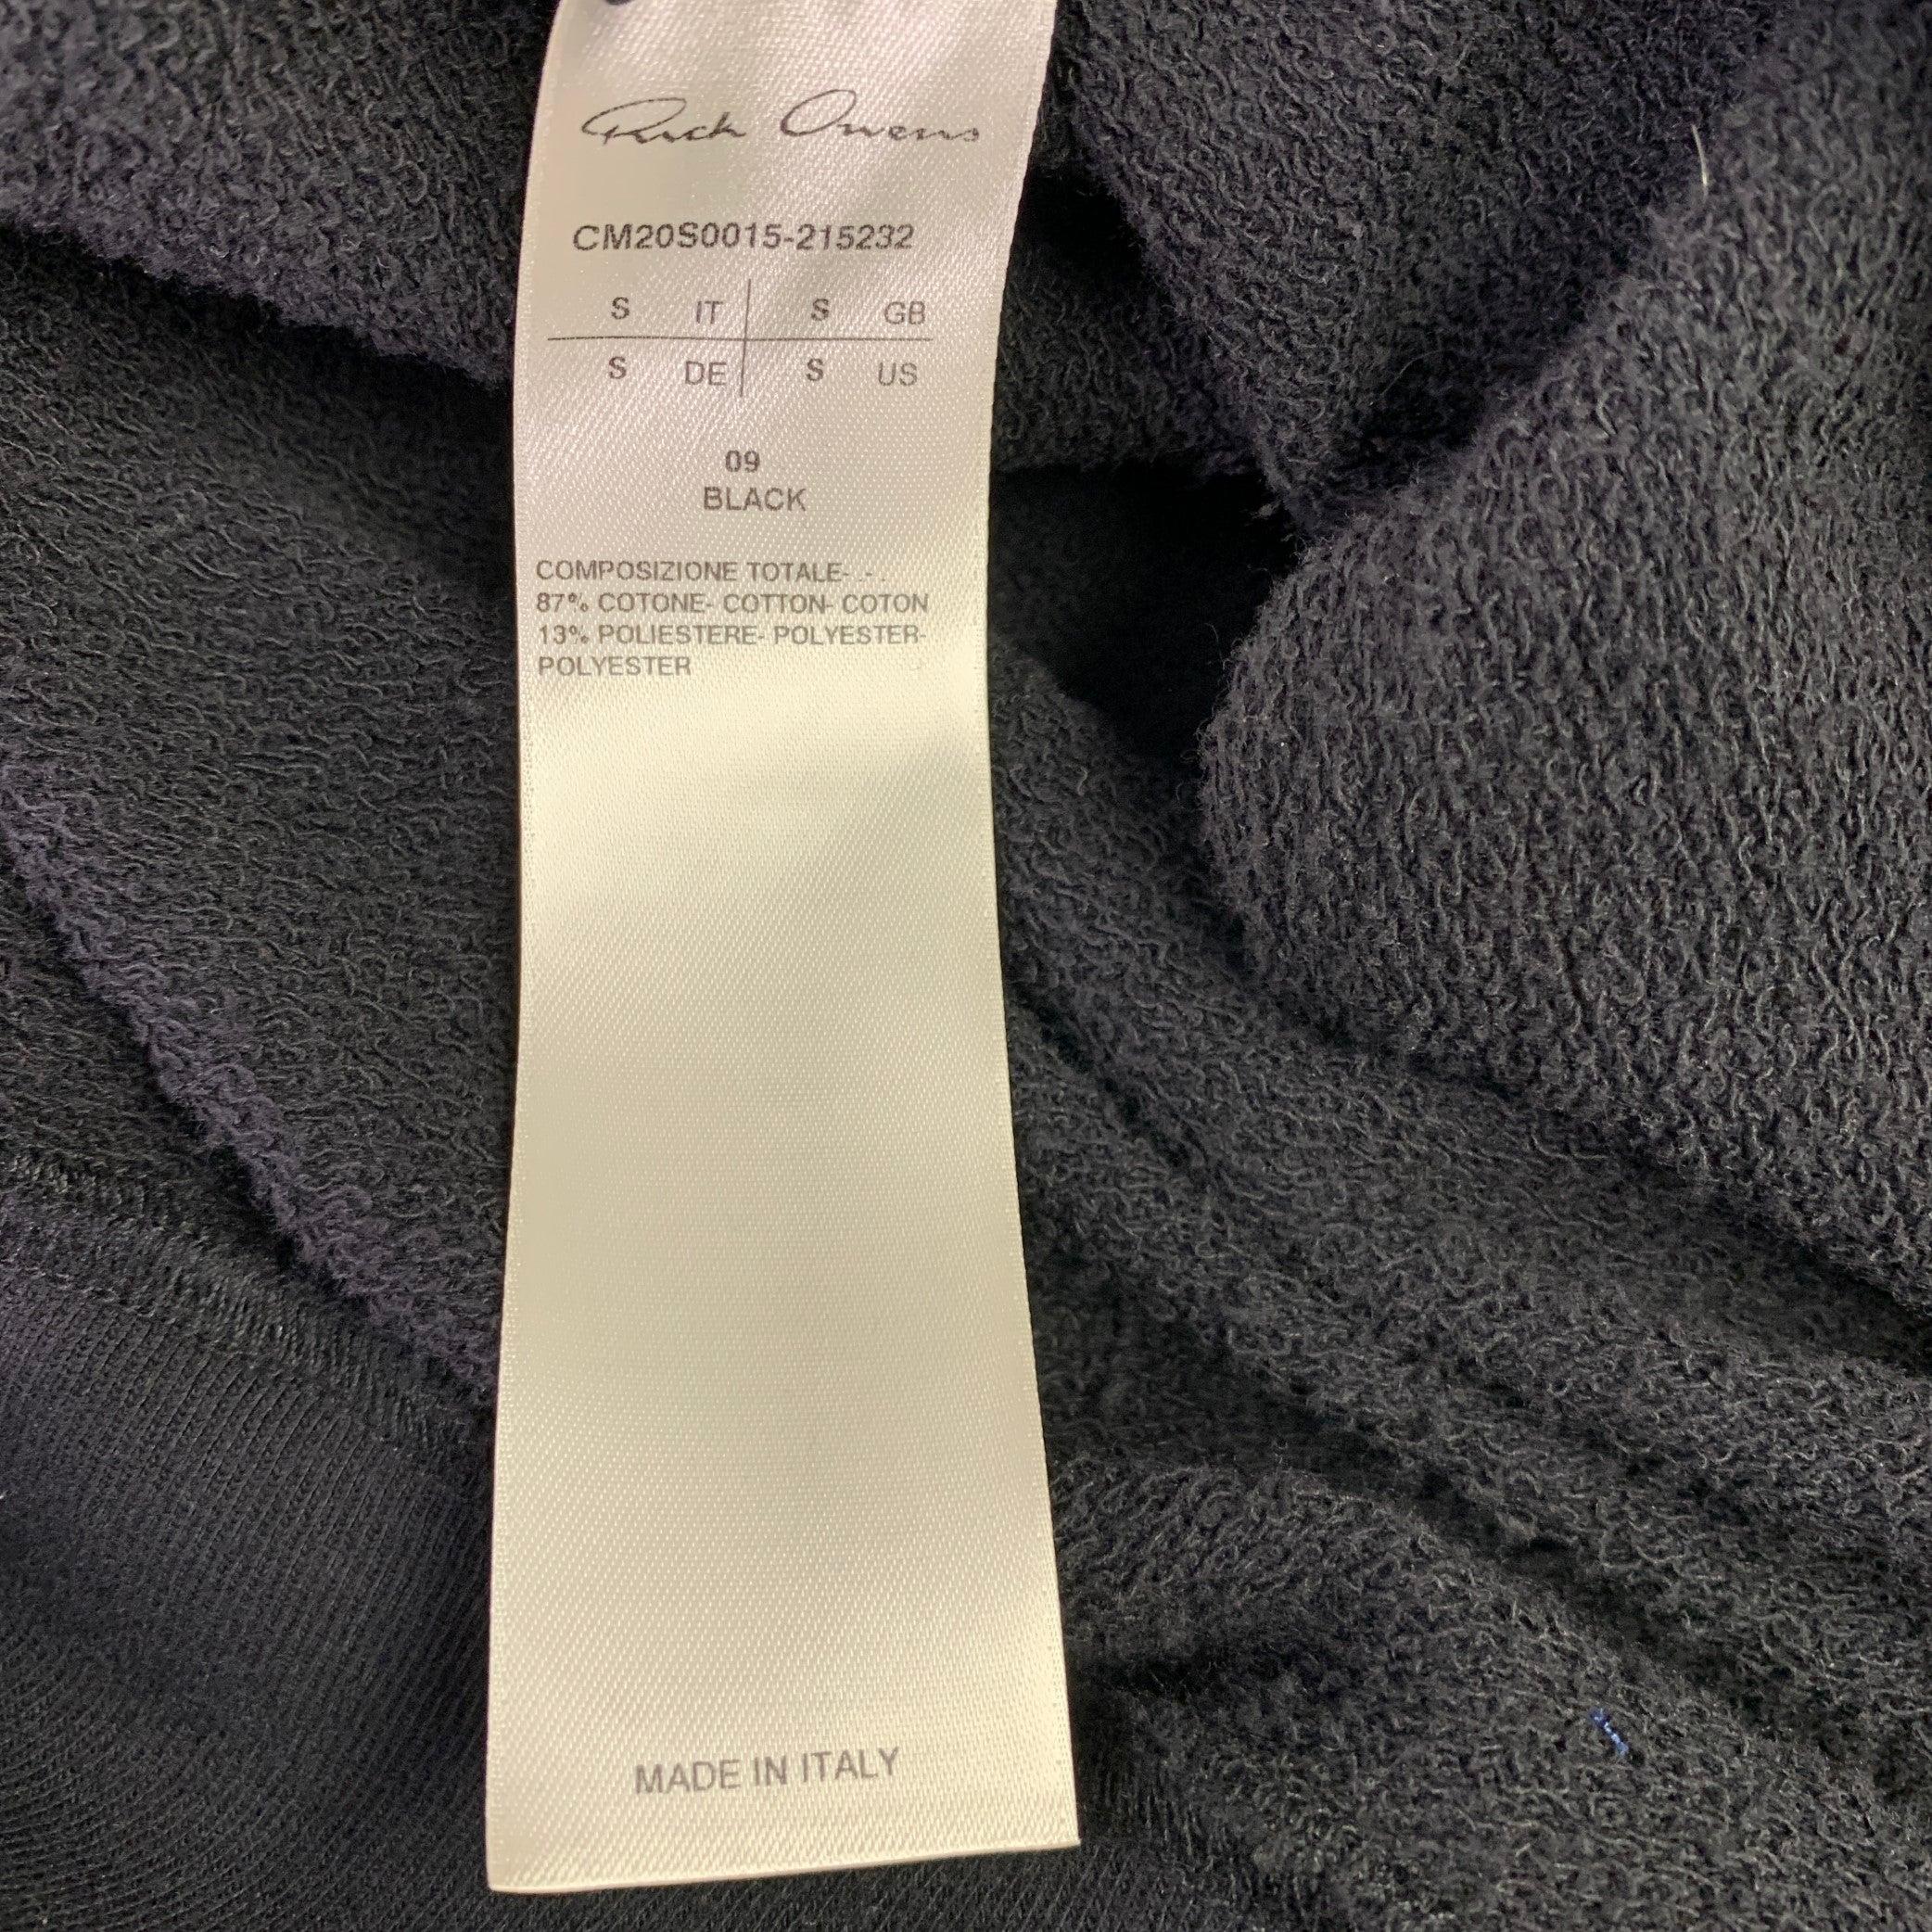 Rick Owens
CM20S0015-215232
S IT S GB
S DE S US
09
BLACK
COMPOSIZIONE TOTALE- .- .
87% COTONE- COTTON- COTON
13% POLIESTERE- POLYESTER-
POLYESTER
MADE IN ITALY